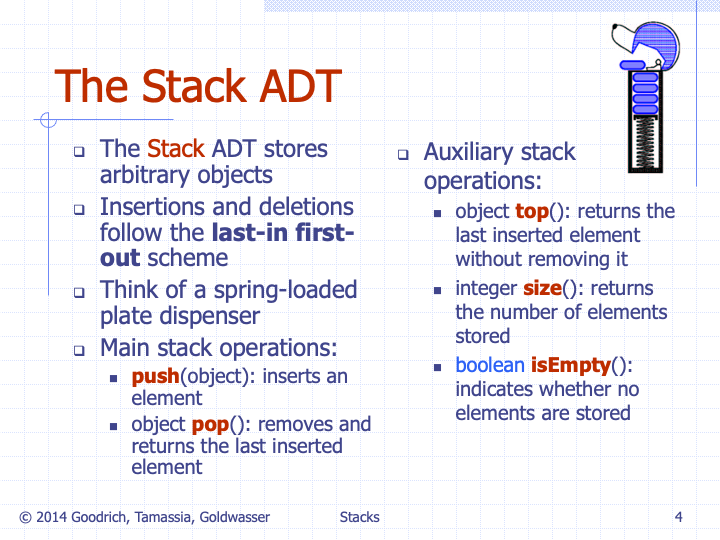 The Stack ADT
The Stack ADT stores
arbitrary objects
Insertions and deletions
follow the last-in first-
out scheme
Think of a spring-loaded
plate dispenser
Main stack operations:
push(object): inserts an
element
object pop(): removes and
returns the last inserted
element
Auxiliary stack
operations:
object top(): returns the
last inserted element
without removing it
integer size(): returns
the number of elements
stored
boolean isEmpty():
indicates whether no
elements are stored
© 2014 Goodrich, Tamassia, Goldwasser
Stacks
4